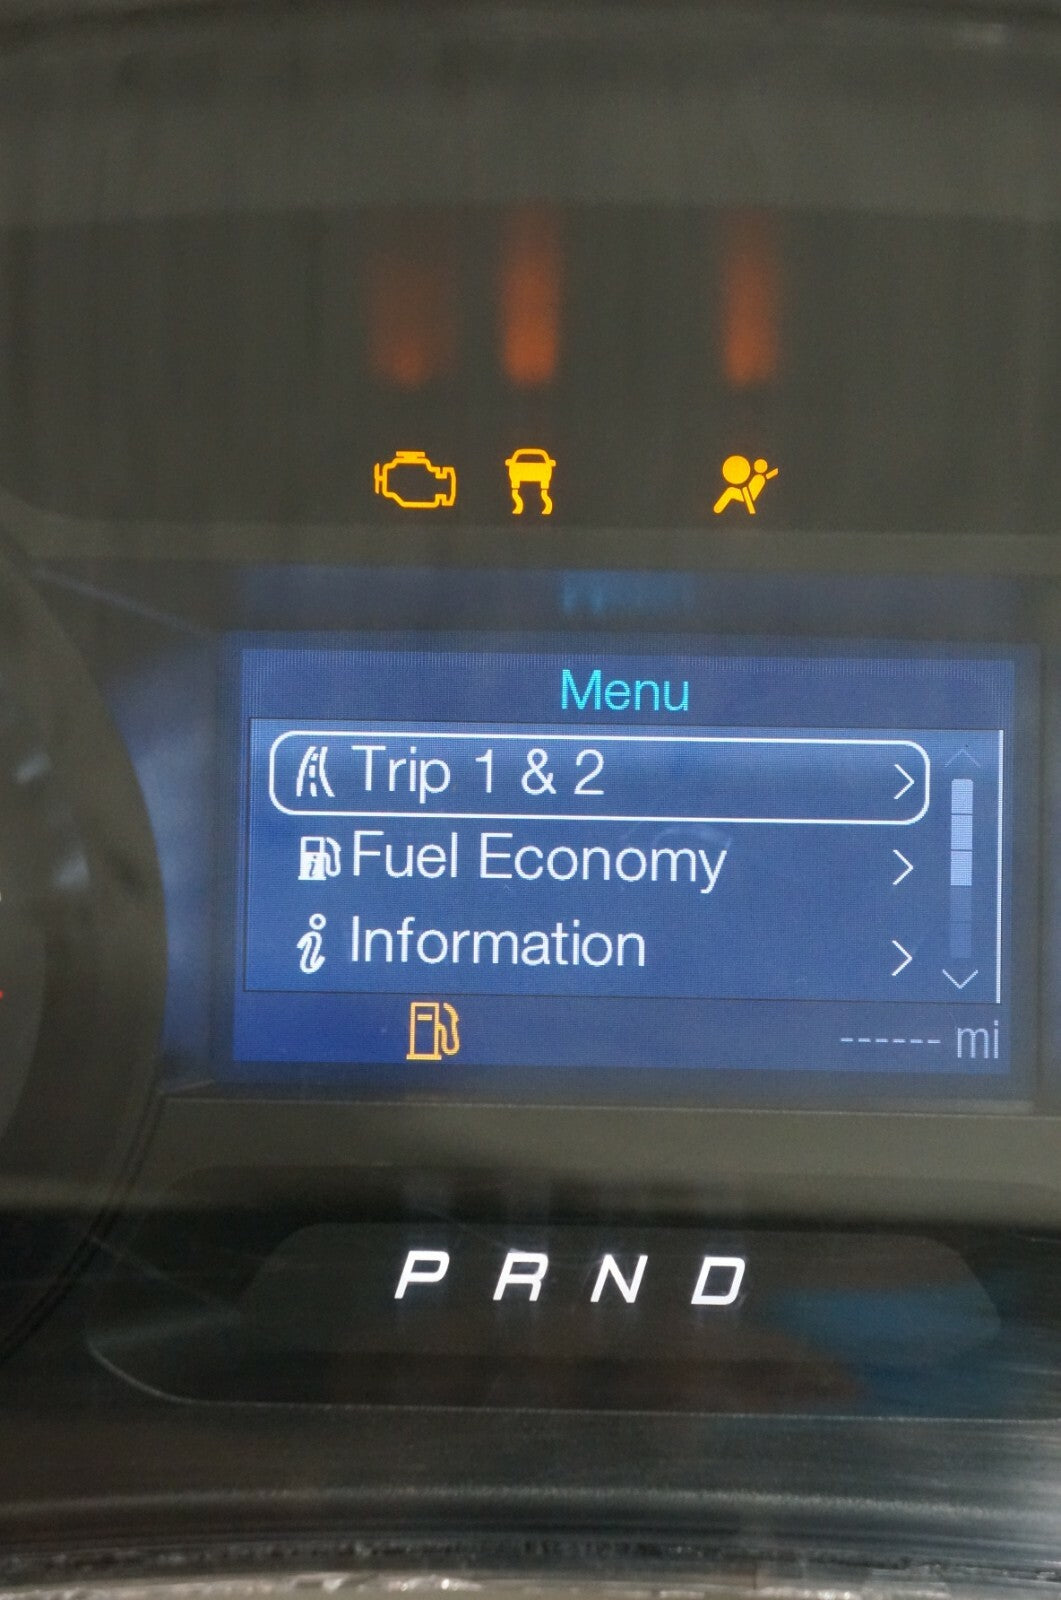 Menu
Trip 1 & 2
Fuel Economy
Information
------ mi
P R N D